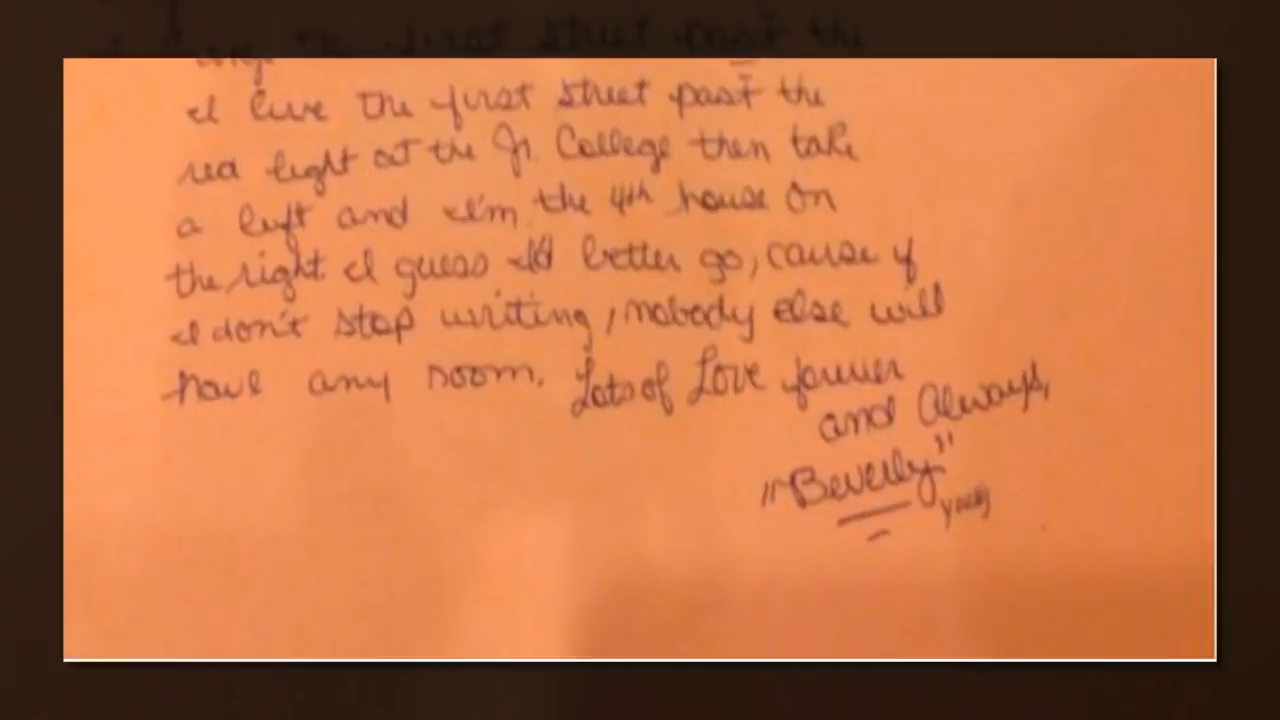 I live the first street past the
red light at the Jr. College then take
a left and I'm the 4th house on
the right. I guess I'd better go, cause if
I don't stop writing, nobody else will
have any room. Lots of Love forever
and Always,
"Beverly"